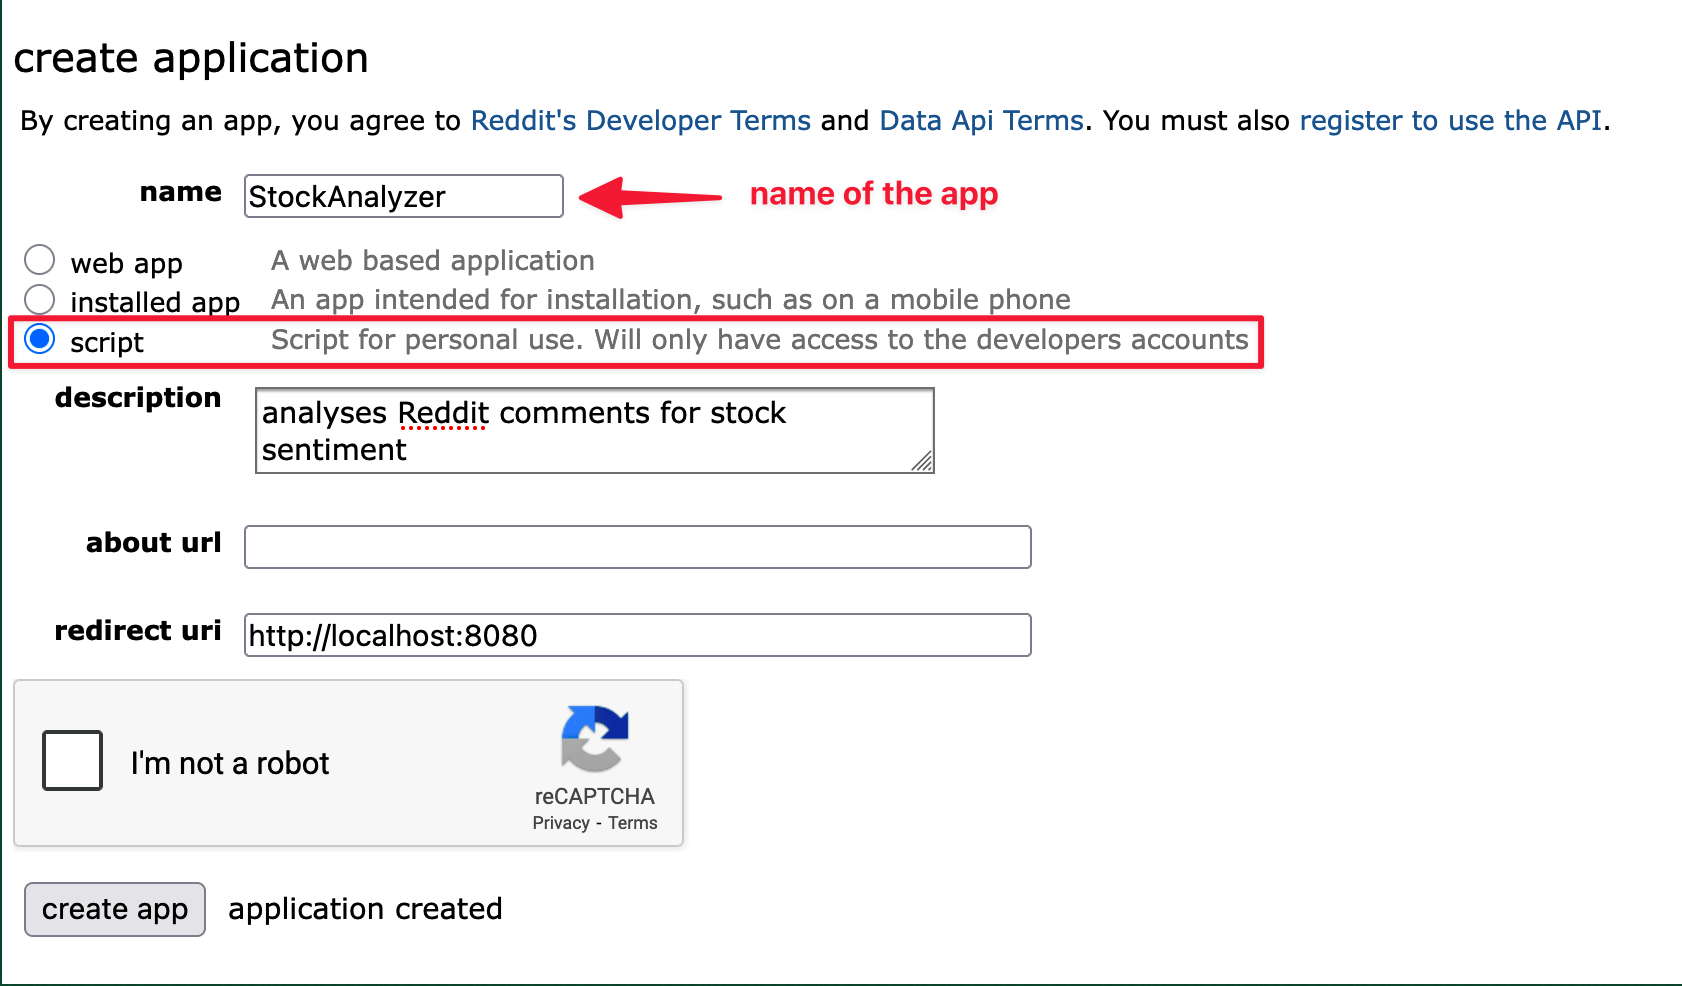 create application
By creating an app, you agree to Reddit's Developer Terms and Data Api Terms. You must also register to use the API.
name StockAnalyzer name of the app
web app A web based application
installed app An app intended for installation, such as on a mobile phone
script Script for personal use. Will only have access to the developers accounts
description analyses Reddit comments for stock
sentiment
about url
redirect uri http://localhost:8080
I'm not a robot
reCAPTCHA
Privacy - Terms
create app application created